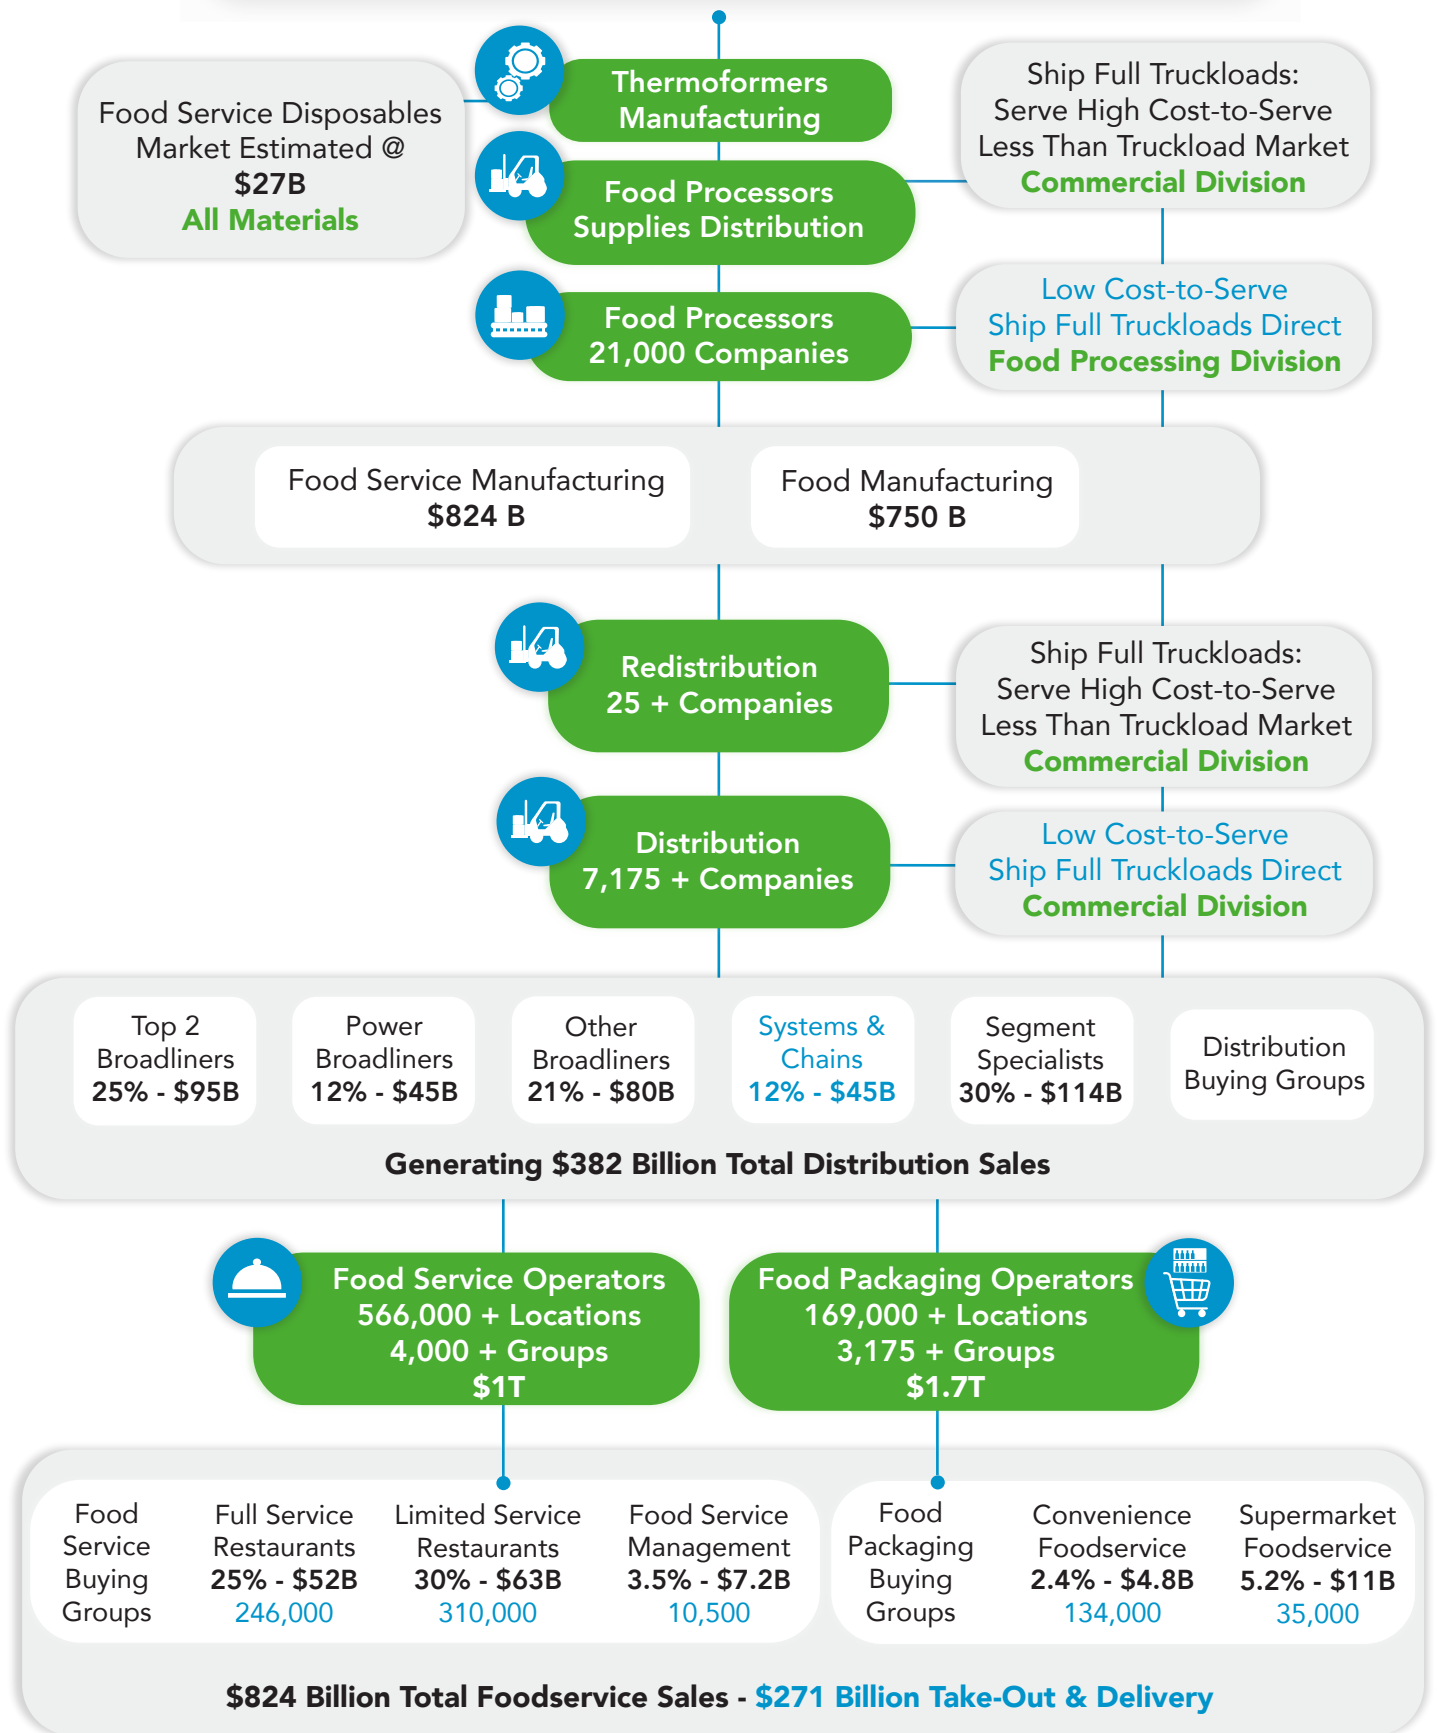 Thermoformers
Manufacturing
Food Service Disposables
Market Estimated @
$27B
All Materials
Ship Full Truckloads:
Serve High Cost-to-Serve
Less Than Truckload Market
Commercial Division
Food Processors
Supplies Distribution
Food Processors
21,000 Companies
Low Cost-to-Serve
Ship Full Truckloads Direct
Food Processing Division
Food Service Manufacturing
$824 B
Food Manufacturing
$750 B
Redistribution
25 + Companies
Ship Full Truckloads:
Serve High Cost-to-Serve
Less Than Truckload Market
Commercial Division
Distribution
7,175 + Companies
Low Cost-to-Serve
Ship Full Truckloads Direct
Commercial Division
Top 2
Broadliners
25% - $95B
Power
Broadliners
12% - $45B
Other
Broadliners
21% - $80B
Systems &
Chains
12% - $45B
Segment
Specialists
30% - $114B
Distribution
Buying Groups
Generating $382 Billion Total Distribution Sales
Food Service Operators
566,000 + Locations
4,000 + Groups
$1T
Food Packaging Operators
169,000 + Locations
3,175 + Groups
$1.7T
Food
Service
Buying
Groups
Full Service
Restaurants
25% - $52B
246,000
Limited Service
Restaurants
30% - $63B
310,000
Food Service
Management
3.5% - $7.2B
10,500
Food
Packaging
Buying
Groups
Convenience
Foodservice
2.4% - $4.8B
134,000
Supermarket
Foodservice
5.2% - $11B
35,000
$824 Billion Total Foodservice Sales - $271 Billion Take-Out & Delivery